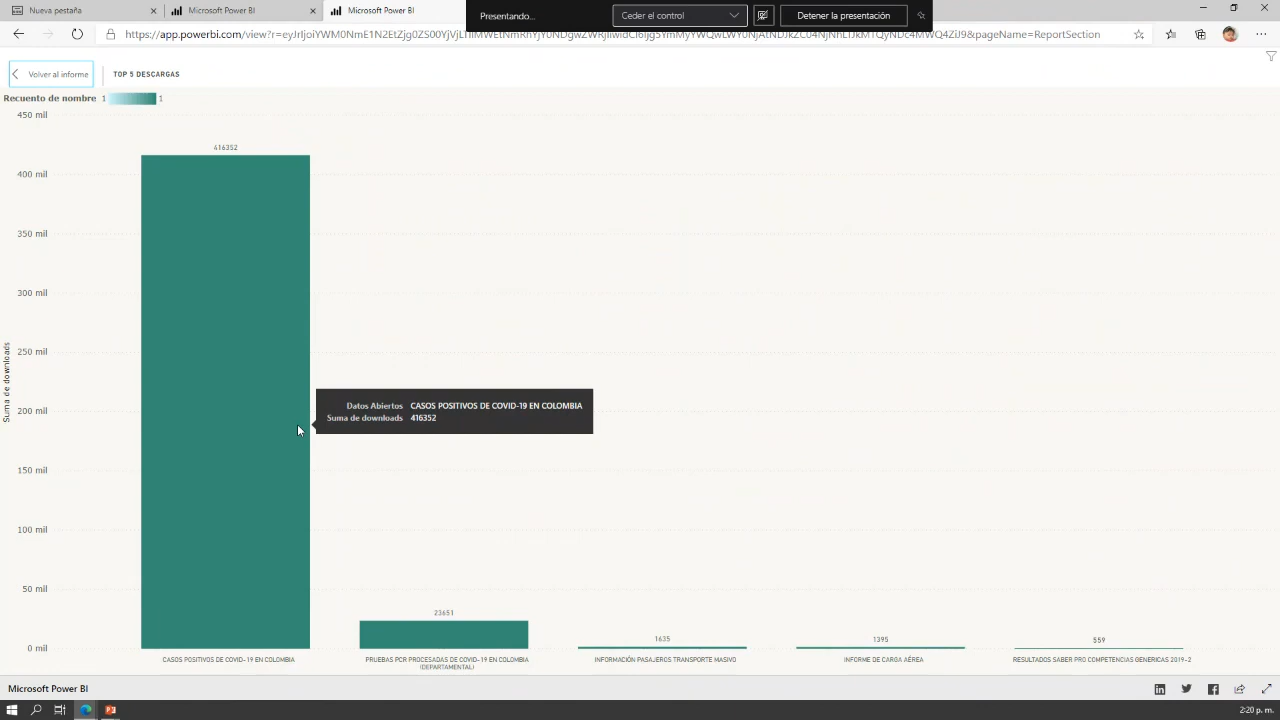 Nueva pestaña
Microsoft Power BI
Microsoft Power BI
Presentando...
Ceder el control
Detener la presentación
Volver al informe
TOP 5 DESCARGAS
Recuento de nombre 1 1
450 mil
400 mil
350 mil
300 mil
250 mil
200 mil
150 mil
100 mil
50 mil
0 mil
Suma de downloads
416352
23651
1635
1395
559
Datos Abiertos CASOS POSITIVOS DE COVID-19 EN COLOMBIA
Suma de downloads 416352
CASOS POSITIVOS DE COVID-19 EN COLOMBIA
PRUEBAS PCR PROCESADAS DE COVID-19 EN COLOMBIA
(DEPARTAMENTAL)
INFORMACIÓN PASAJEROS TRANSPORTE MASIVO
INFORME DE CARGA AÉREA
RESULTADOS SABER PRO COMPETENCIAS GENERICAS 2019-2
Microsoft Power BI
2:20 p. m.